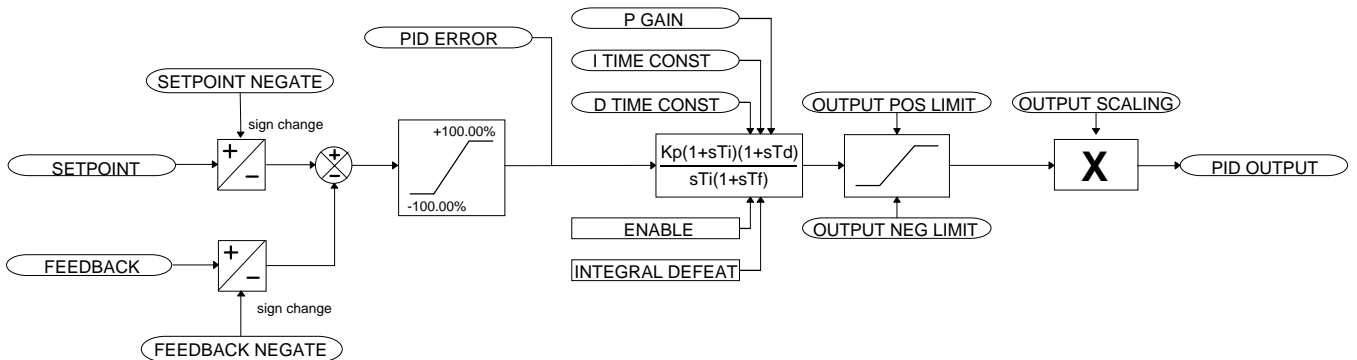 P GAIN
PID ERROR
I TIME CONST
SETPOINT NEGATE
D TIME CONST
OUTPUT POS LIMIT
OUTPUT SCALING
sign change
+100.00%
+
-
SETPOINT
+
-
Kp(1+sTi)(1+sTd)
sTi(1+sTf)
X
PID OUTPUT
-100.00%
ENABLE
OUTPUT NEG LIMIT
+
-
FEEDBACK
INTEGRAL DEFEAT
sign change
FEEDBACK NEGATE